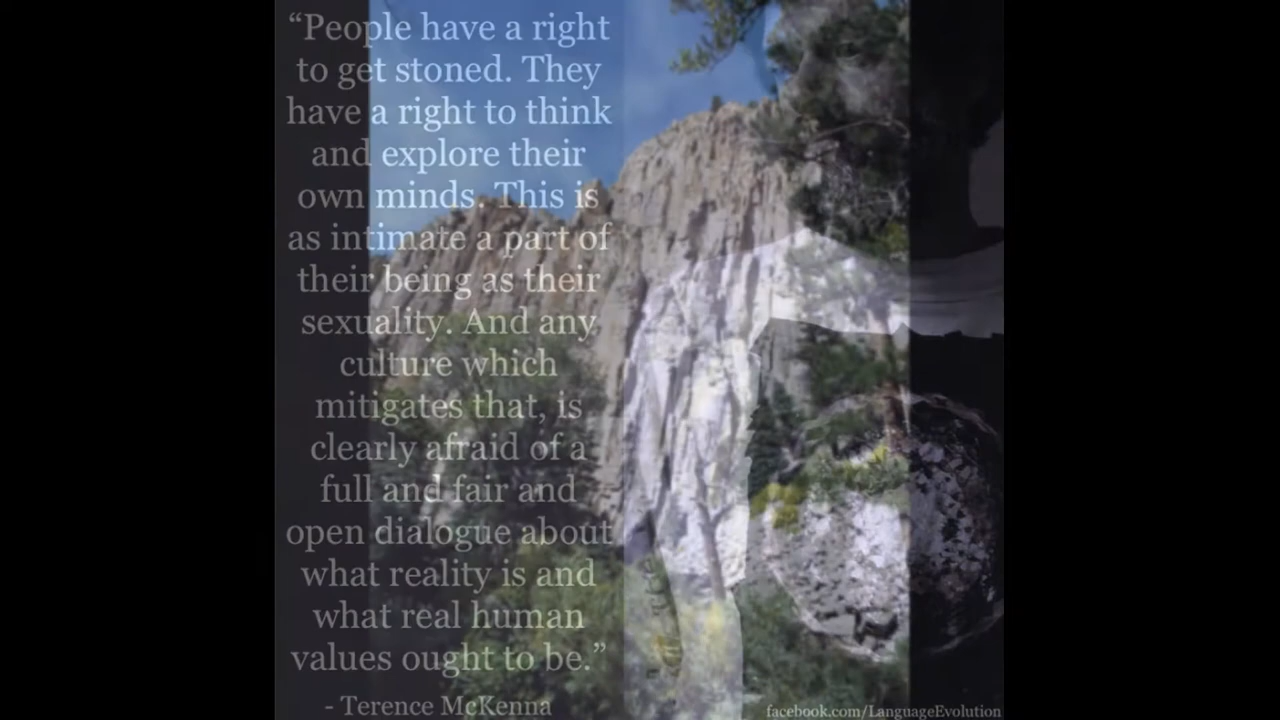 “People have a right
to get stoned. They
have a right to think
and explore their
own minds. This is
as intimate a part of
their being as their
sexuality. And any
culture which
mitigates that, is
clearly afraid of a
full and fair and
open dialogue about
what reality is and
what real human
values ought to be.”
- Terence McKenna
facebook.com/LanguageEvolution